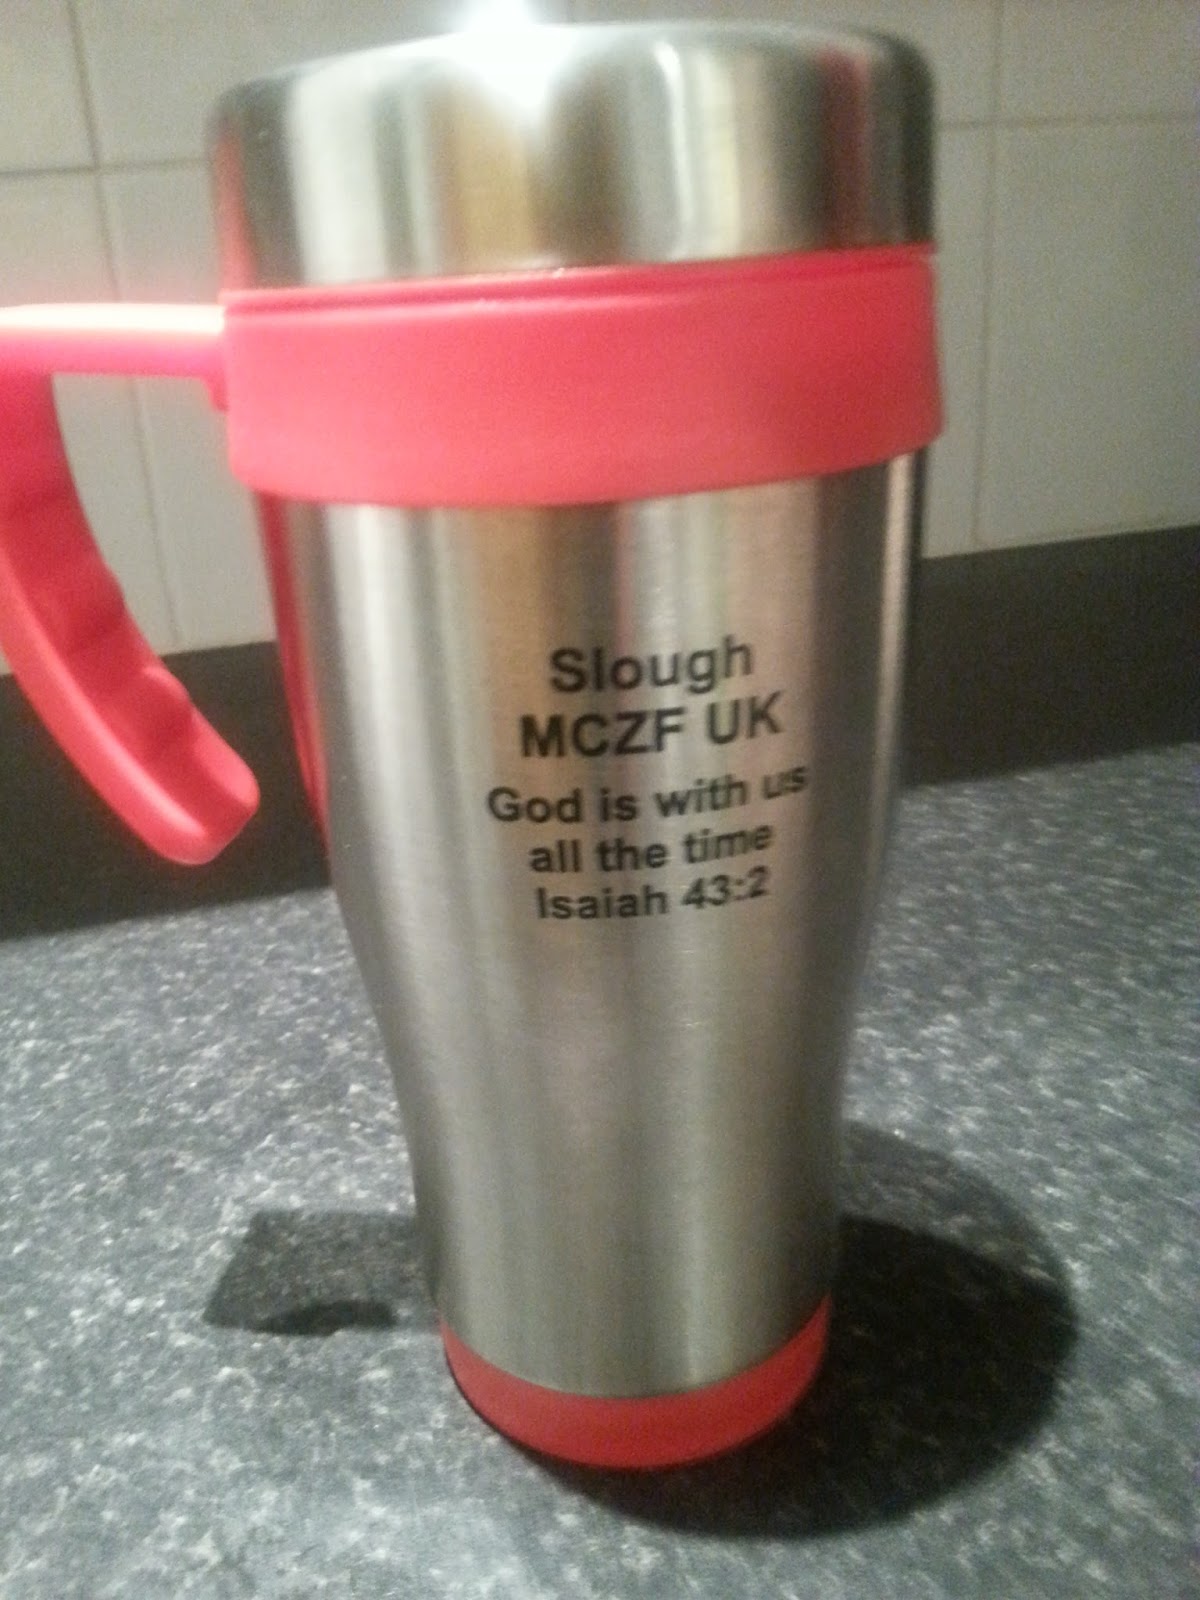 Slough
MCZF UK
God is with us
all the time
Isaiah 43:2